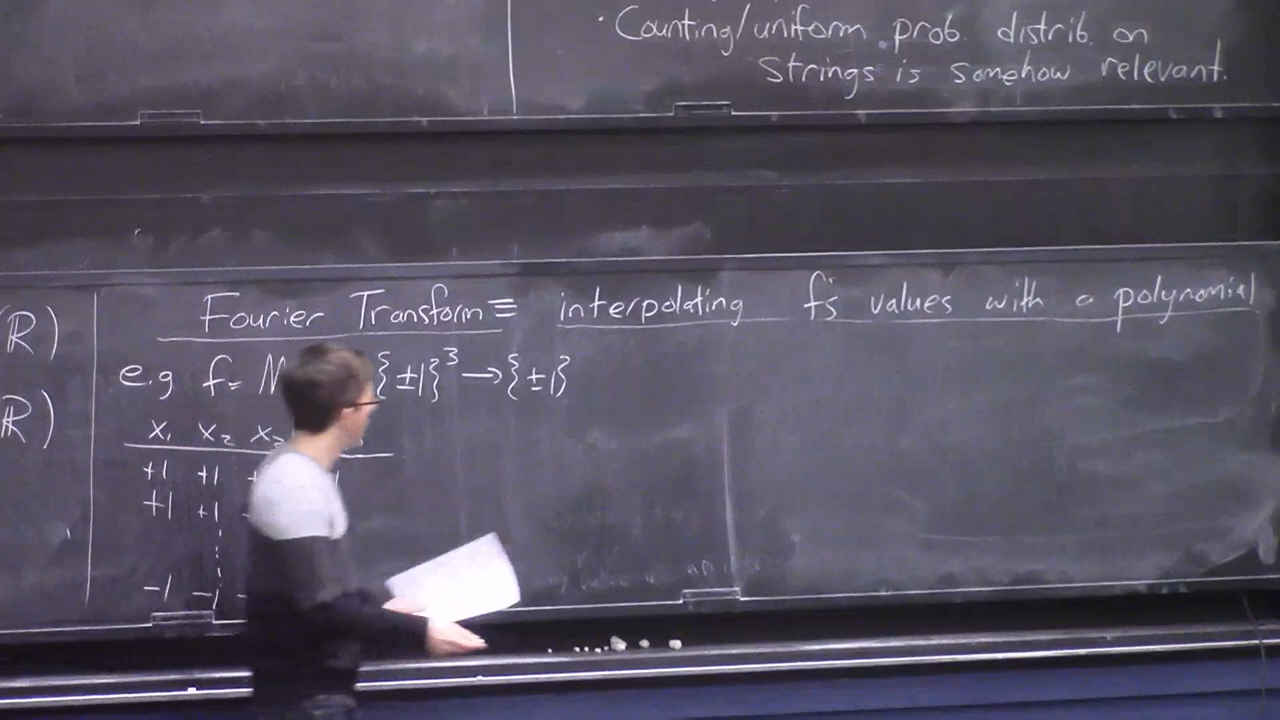 · Counting/uniform prob. distrib. on
strings is somehow relevant.
Fourier Transform ≡ interpolating f's values with a polynomial
ℝ)
e.g f= {±1}³→{±1}
ℝ)
x₁ x₂
+1 +1
+1 +1
-1 -1